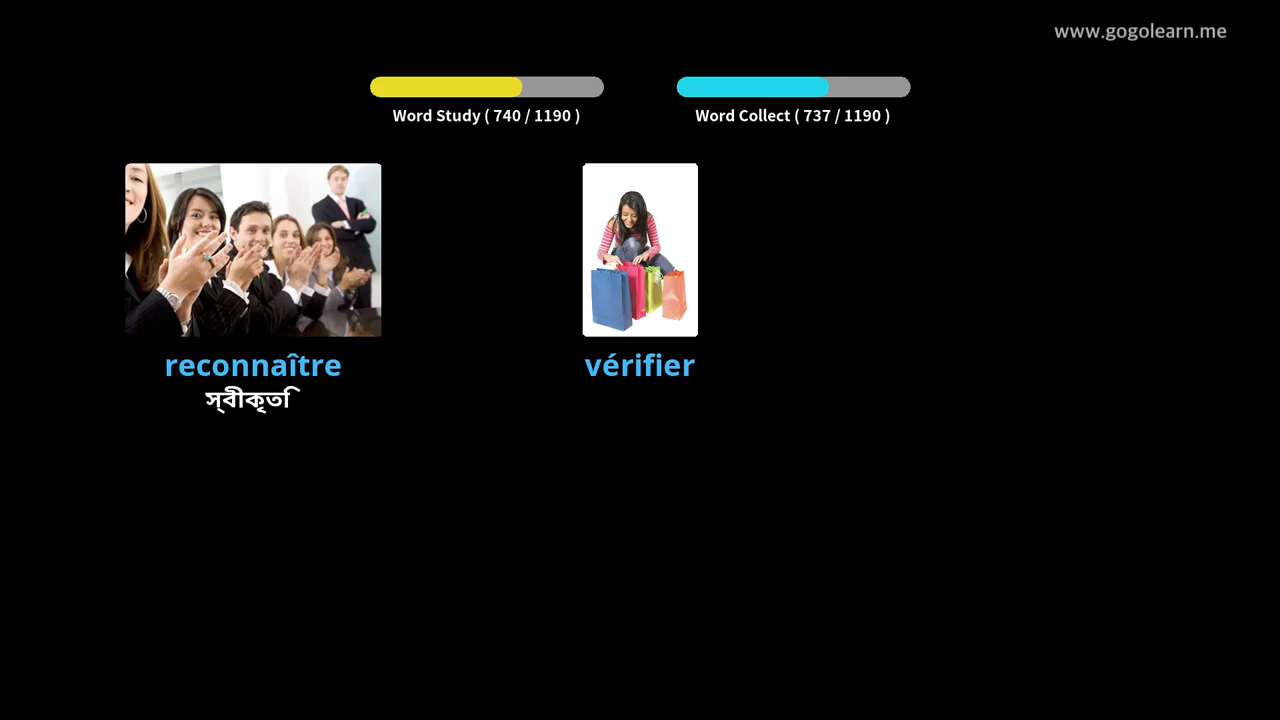 www.gogolearn.me
Word Study ( 740 / 1190 )
Word Collect ( 737 / 1190 )
reconnaître
স্বীকৃতি
vérifier